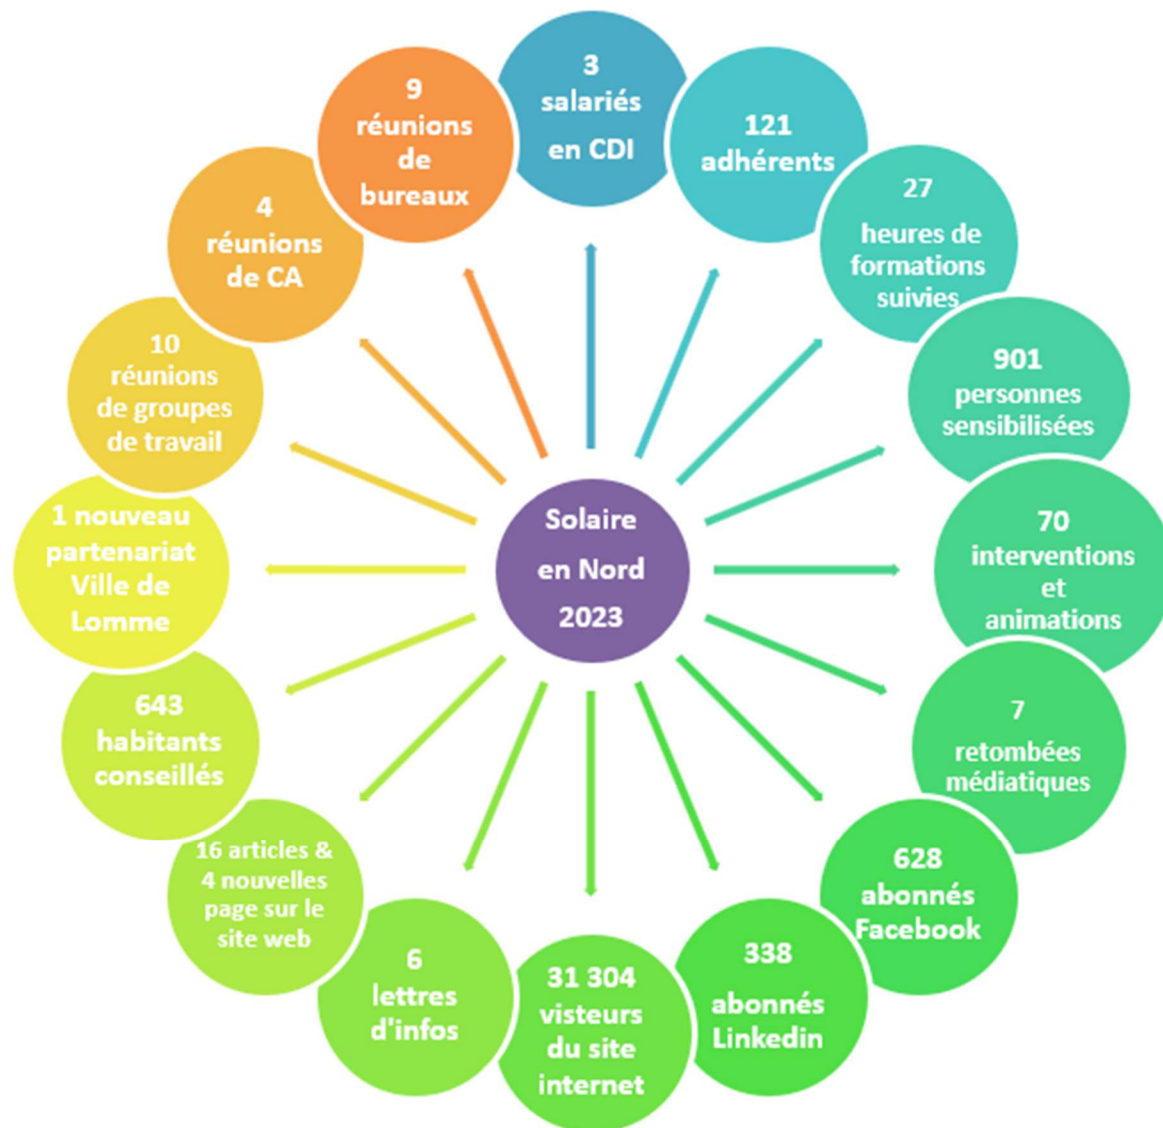 Solaire
en Nord
2023
3
salariés
en CDI
121
adhérents
27
heures de
formations
suivies
901
personnes
sensibilisées
70
interventions
et
animations
7
retombées
médiatiques
628
abonnés
Facebook
338
abonnés
Linkedin
31 304
visteurs
du site
internet
6
lettres
d'infos
16 articles &
4 nouvelles
page sur le
site web
643
habitants
conseillés
1 nouveau
partenariat
Ville de
Lomme
10
réunions
de groupes
de travail
4
réunions
de CA
9
réunions
de
bureaux